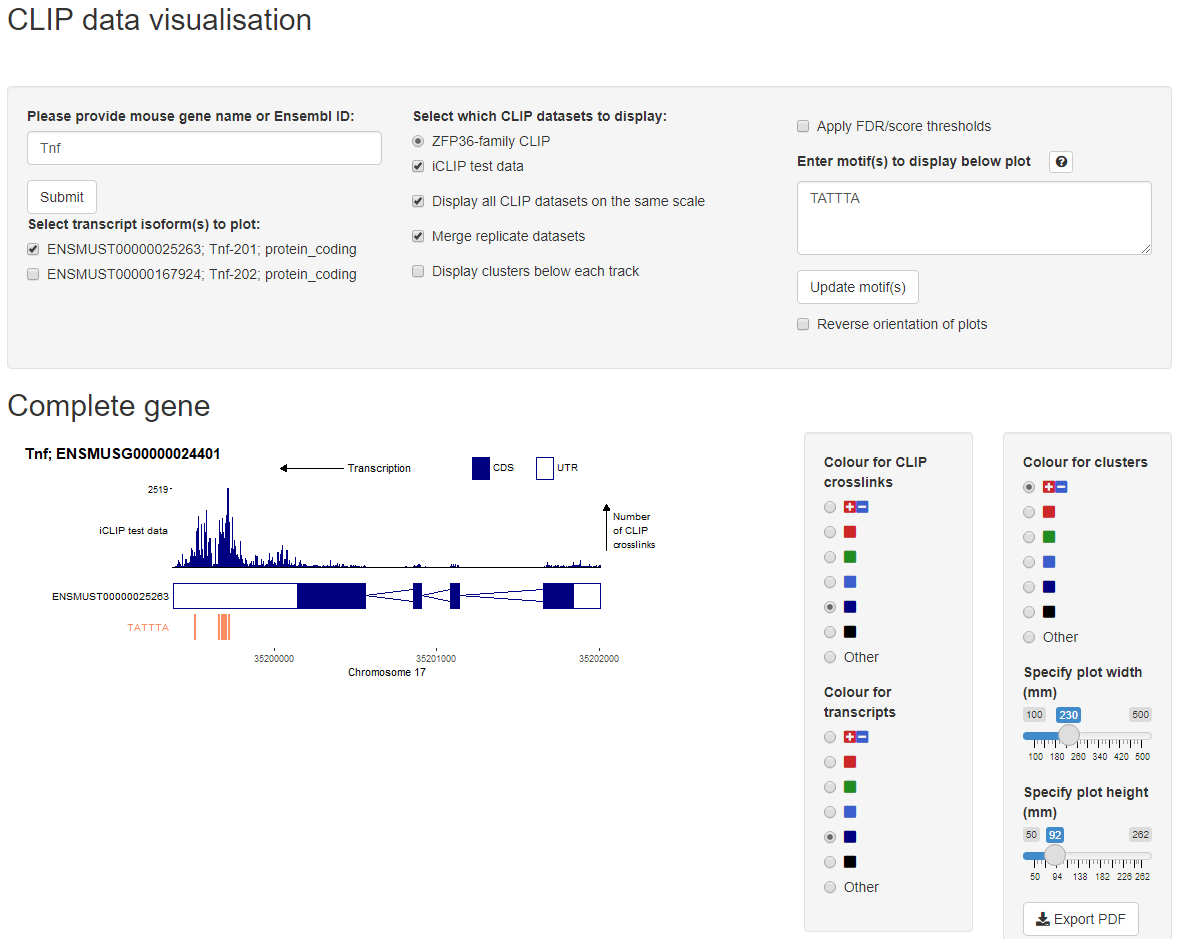 CLIP data visualisation
Please provide mouse gene name or Ensembl ID:
Tnf
Submit
Select transcript isoform(s) to plot:
ENSMUST00000025263; Tnf-201; protein_coding
ENSMUST00000167924; Tnf-202; protein_coding
Select which CLIP datasets to display:
ZFP36-family CLIP
iCLIP test data
Display all CLIP datasets on the same scale
Merge replicate datasets
Display clusters below each track
Apply FDR/score thresholds
Enter motif(s) to display below plot
?
TATTTA
Update motif(s)
Reverse orientation of plots
Complete gene
Tnf; ENSMUSG00000024401
Transcription
CDS
UTR
2519
iCLIP test data
Number
of CLIP
crosslinks
ENSMUST00000025263
TATTTA
35200000 35201000 35202000
Chromosome 17
Colour for CLIP
crosslinks
Other
Colour for
transcripts
Other
Colour for clusters
Other
Specify plot width
(mm)
100 230 500
100 180 260 340 420 500
Specify plot height
(mm)
50 92 262
50 94 138 182 226 262
Export PDF